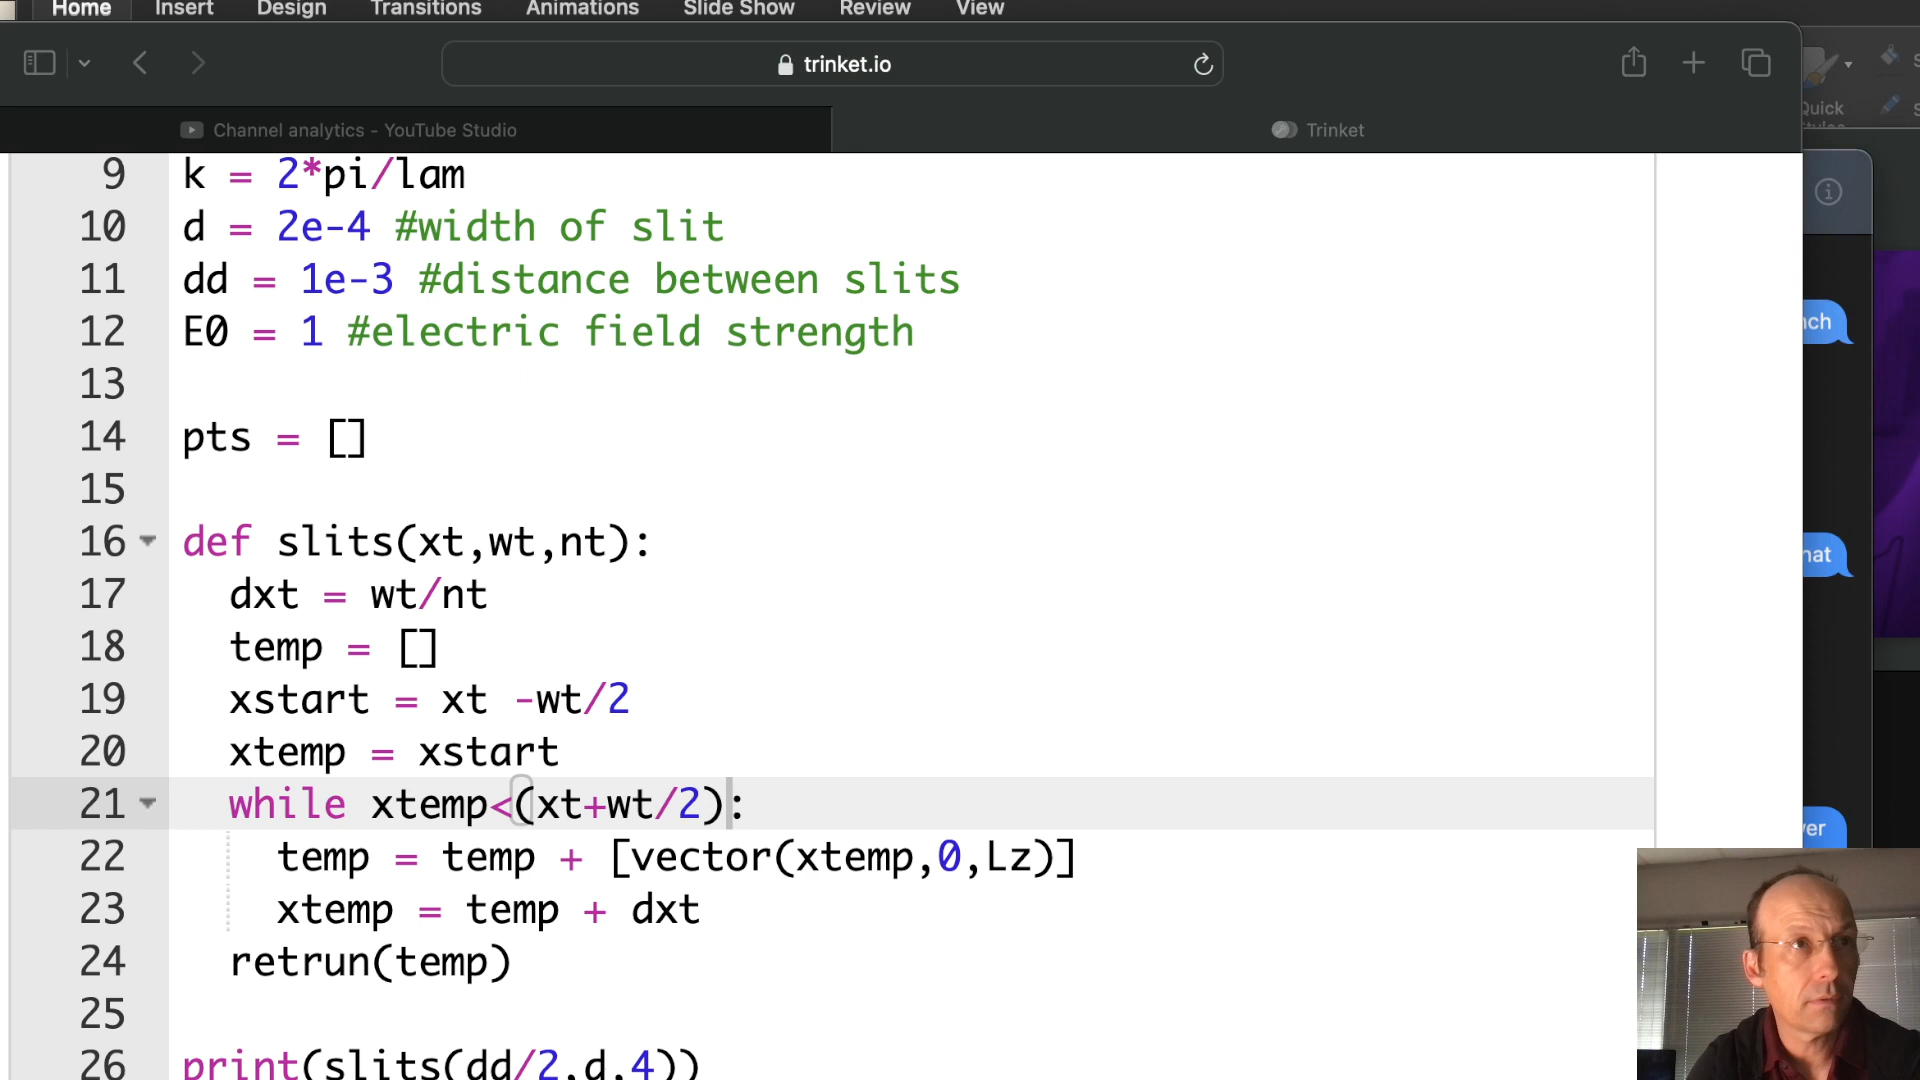 Home Insert Design Transitions Animations Slide Show Review View
trinket.io
Channel analytics - YouTube Studio
Trinket
9 k = 2*pi/lam
10 d = 2e-4 #width of slit
11 dd = 1e-3 #distance between slits
12 E0 = 1 #electric field strength
13
14 pts = []
15
16 def slits(xt,wt,nt):
17 dxt = wt/nt
18 temp = []
19 xstart = xt -wt/2
20 xtemp = xstart
21 while xtemp<(xt+wt/2):
22 temp = temp + [vector(xtemp,0,Lz)]
23 xtemp = temp + dxt
24 retrun(temp)
25
26 print(slits(dd/2,d,4))